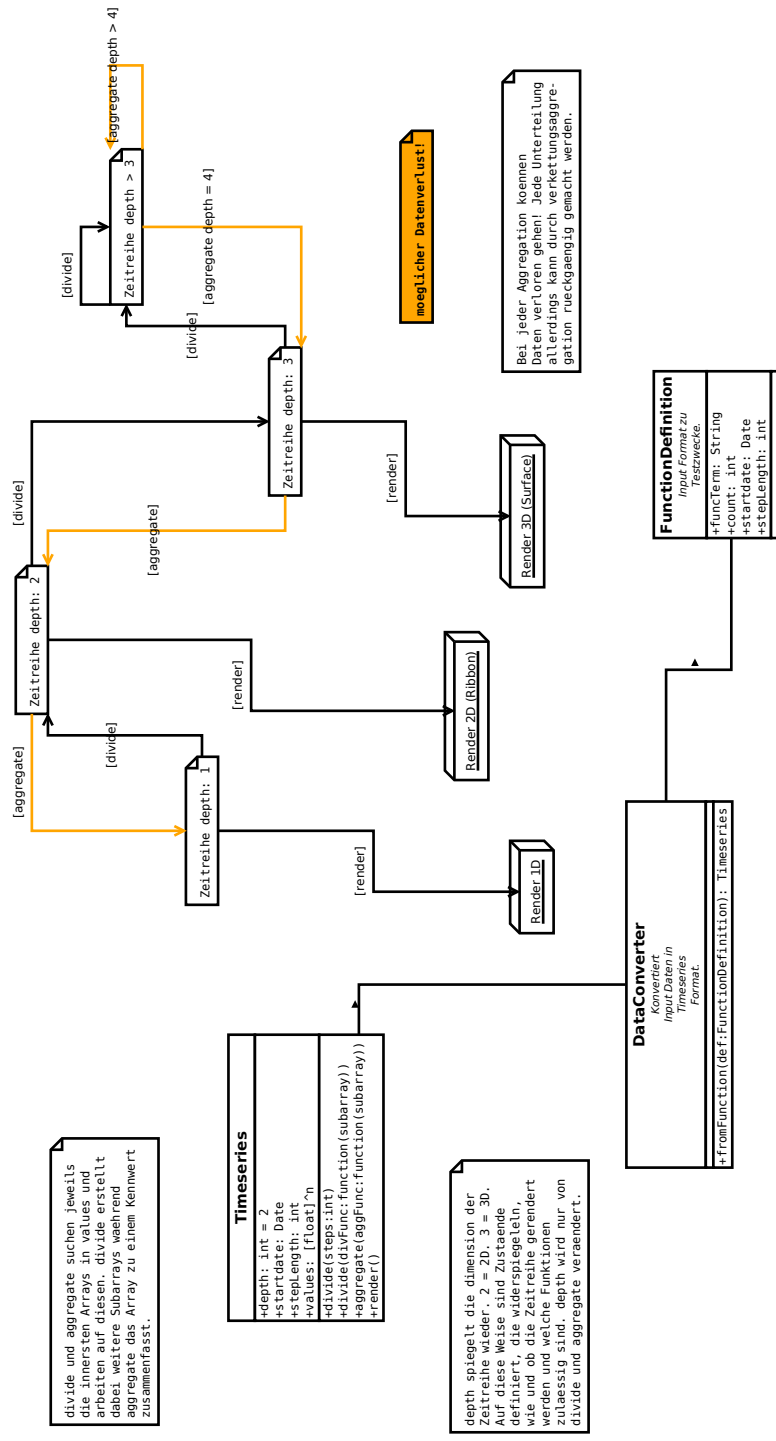 divide und aggregate suchen jeweils
die innersten Arrays in values und
arbeiten auf diesen. divide erstellt
dabei weitere Subarrays waehrend
aggregate das Array zu einem Kennwert
zusammenfasst.
Timeseries
+depth: int = 2
+startdate: Date
+stepLength: int
+values: [float]^n
+divide(steps:int)
+divide(divFunc:function(subarray))
+aggregate(aggFunc:function(subarray))
+render()
depth spiegelt die dimension der
Zeitreihe wieder. 2 = 2D. 3 = 3D.
Auf diese Weise sind Zustaende
definiert, die widerspiegeln,
wie und ob die Zeitreihe gerendert
werden und welche Funktionen
zulaessig sind. depth wird nur von
divide und aggregate veraendert.
[aggregate]
[divide]
Zeitreihe depth: 1
[render]
Render 1D
Zeitreihe depth: 2
[render]
Render 2D (Ribbon)
[divide]
[aggregate]
Zeitreihe depth: 3
[render]
Render 3D (Surface)
[divide]
[divide]
Zeitreihe depth > 3
[aggregate depth > 4]
[aggregate depth = 4]
moeglicher Datenverlust!
Bei jeder Aggregation koennen
Daten verloren gehen! Jede Unterteilung
allerdings kann durch verkettungsaggre-
gation rueckgaengig gemacht werden.
DataConverter
Konvertiert
Input Daten in
Timeseries
Format.
+fromFunction(def:FunctionDefinition): Timeseries
FunctionDefinition
Input Format zu
Testzwecke.
+funcTerm: String
+count: int
+startdate: Date
+stepLength: int